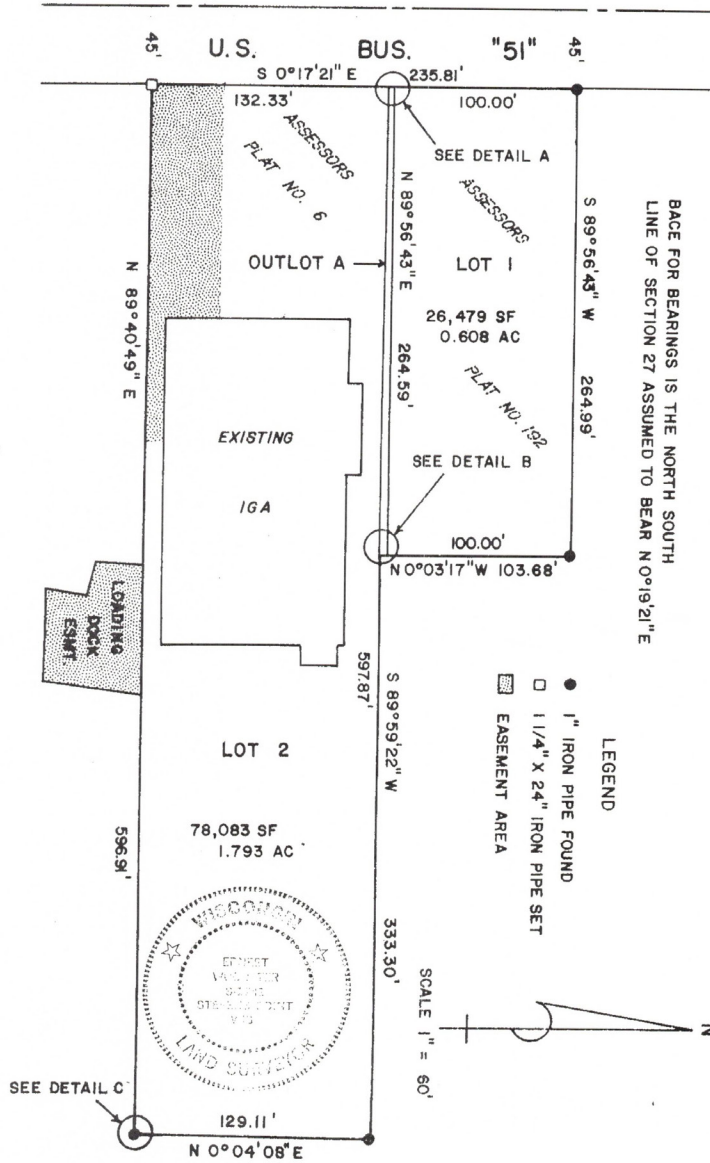 45'
U.S. BUS. "51"
45'
S 0°17'21" E
235.81'
132.33'
100.00'
SEE DETAIL A
ASSESSORS
PLAT NO. 6
N 89°56'43" E
264.59'
OUTLOT A
ASSESSORS
LOT 1
26,479 SF
0.608 AC
PLAT NO. 192
S 89°56'43" W
264.99'
BACE FOR BEARINGS IS THE NORTH SOUTH
LINE OF SECTION 27 ASSUMED TO BEAR N 0°19'21" E
N 89°40'49" E
EXISTING
IGA
SEE DETAIL B
100.00'
N 0°03'17" W 103.68'
LOADING
DOCK
ESMT.
597.87'
S 89°59'22" W
LEGEND
1" IRON PIPE FOUND
1 1/4" X 24" IRON PIPE SET
EASEMENT AREA
LOT 2
78,083 SF
1.793 AC
596.91'
333.30'
SCALE 1" = 60'
N
WISCONSIN
ERNEST
LAND SURVEYOR
SEE DETAIL C
129.11'
N 0°04'08" E